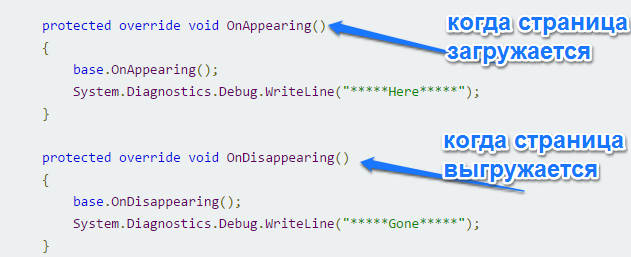 protected override void OnAppearing()
когда страница
загружается
{
base.OnAppearing();
System.Diagnostics.Debug.WriteLine("*****Here*****");
}
protected override void OnDisappearing()
когда страница
выгружается
{
base.OnDisappearing();
System.Diagnostics.Debug.WriteLine("*****Gone*****");
}